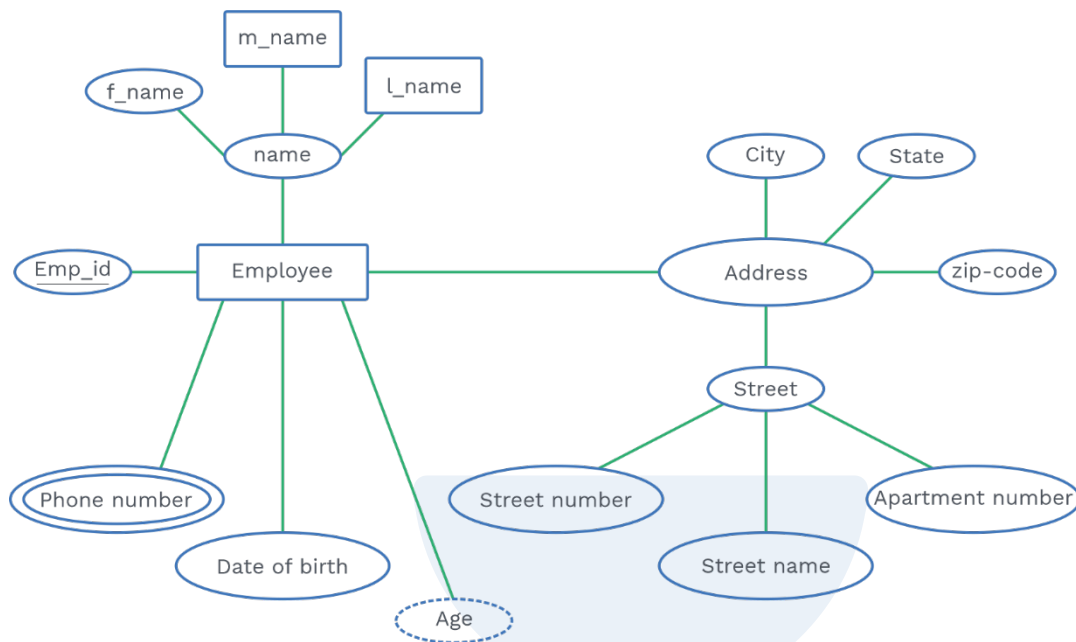 m_name
f_name
l_name
name
City
State
Emp_id
Employee
Address
zip-code
Street
Phone number
Street number
Apartment number
Date of birth
Street name
Age